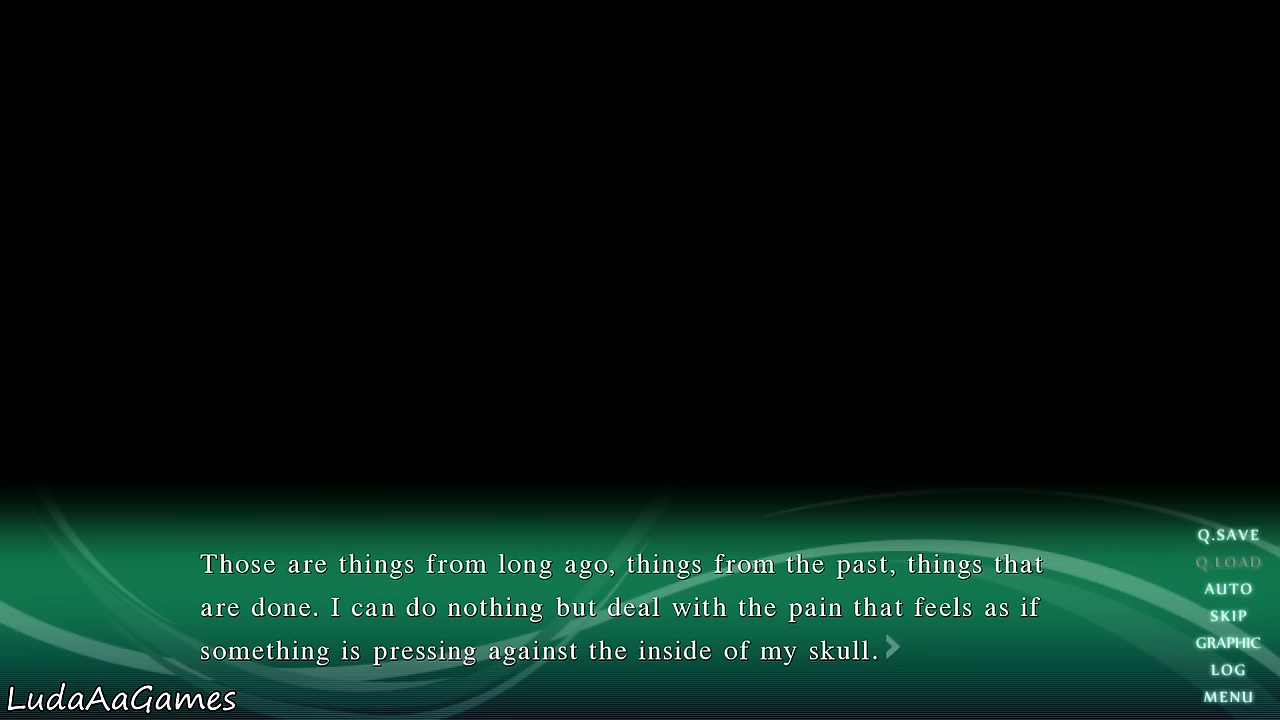 Those are things from long ago, things from the past, things that
are done. I can do nothing but deal with the pain that feels as if
something is pressing against the inside of my skull.
Q.SAVE
Q.LOAD
AUTO
SKIP
GRAPHIC
LOG
MENU
LudaAaGames